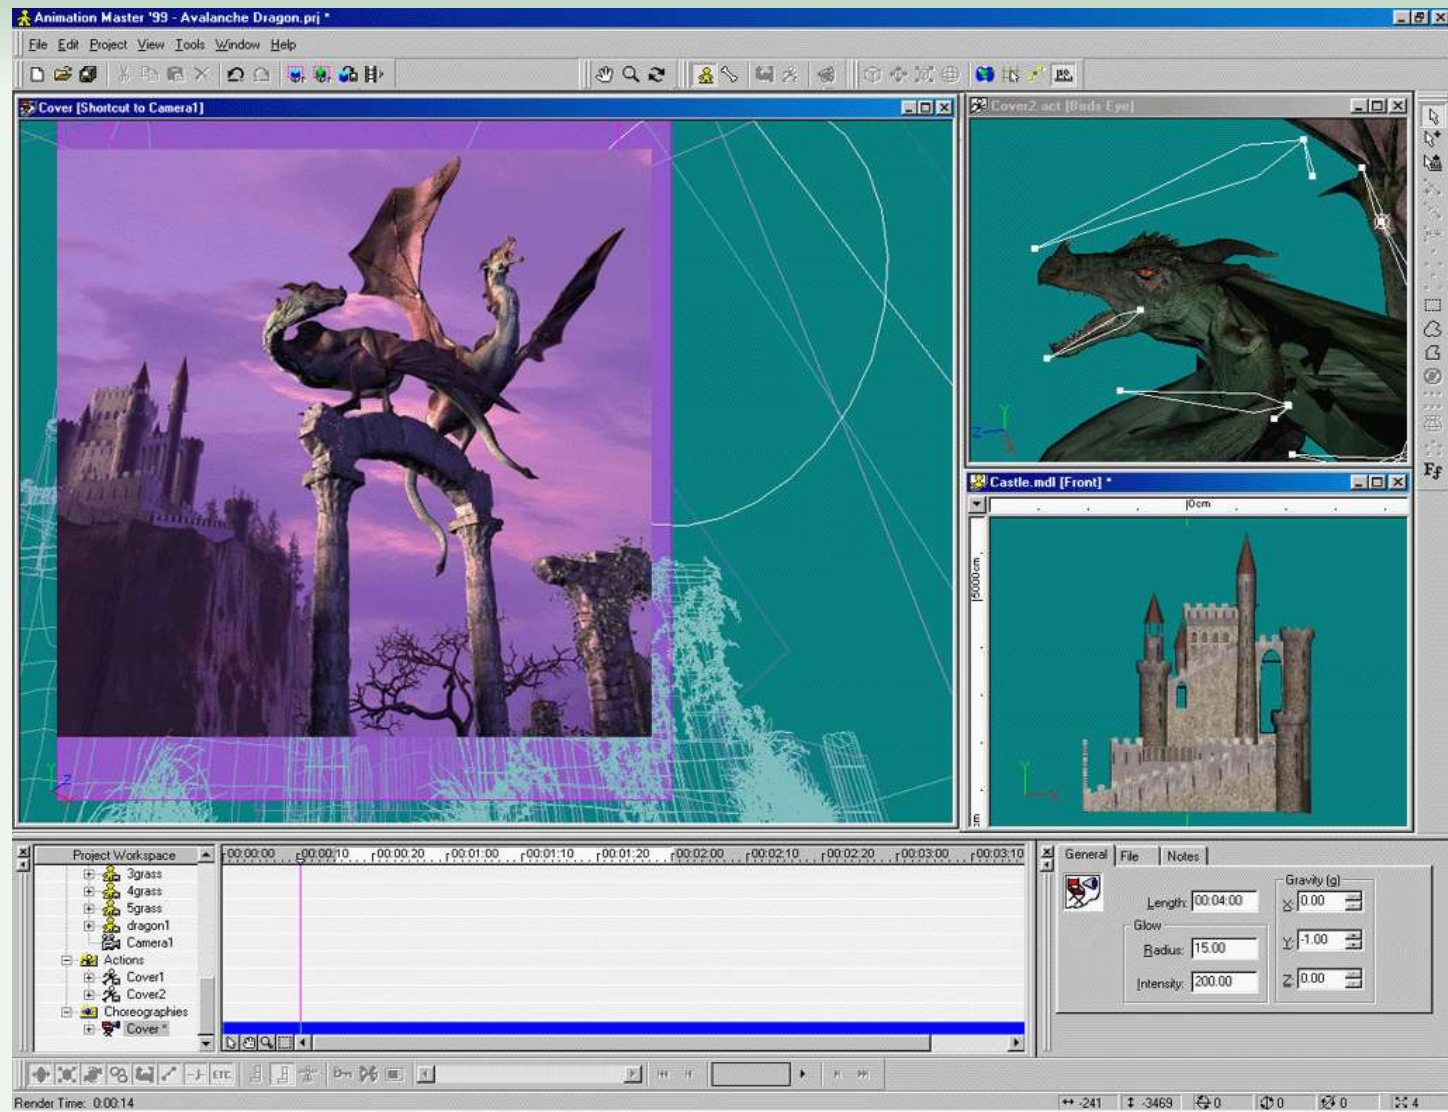 Animation Master '99 - Avalanche Dragon.prj *
File Edit Project View Tools Window Help
Cover [Shortcut to Camera1]
Cover2.act [Birds Eye]
Castle.mdl [Front] *
0cm
5000cm
cm
Y
Z
Y
Z
X
Y
X
Ff
Project Workspace
00:00:00 00:00:10 00:00:20 00:01:00 00:01:10 00:01:20 00:02:00 00:02:10 00:02:20 00:03:00 00:03:10
3grass
4grass
5grass
dragon1
Camera1
Actions
Cover1
Cover2
Choreographies
Cover *
General File Notes
Length: 00:04:00
Glow
Radius: 15.00
Intensity: 200.00
Gravity (g)
X: 0.00
Y: -1.00
Z: 0.00
ETC
Render Time: 0:00:14
-241 -3469 0 0 0 4